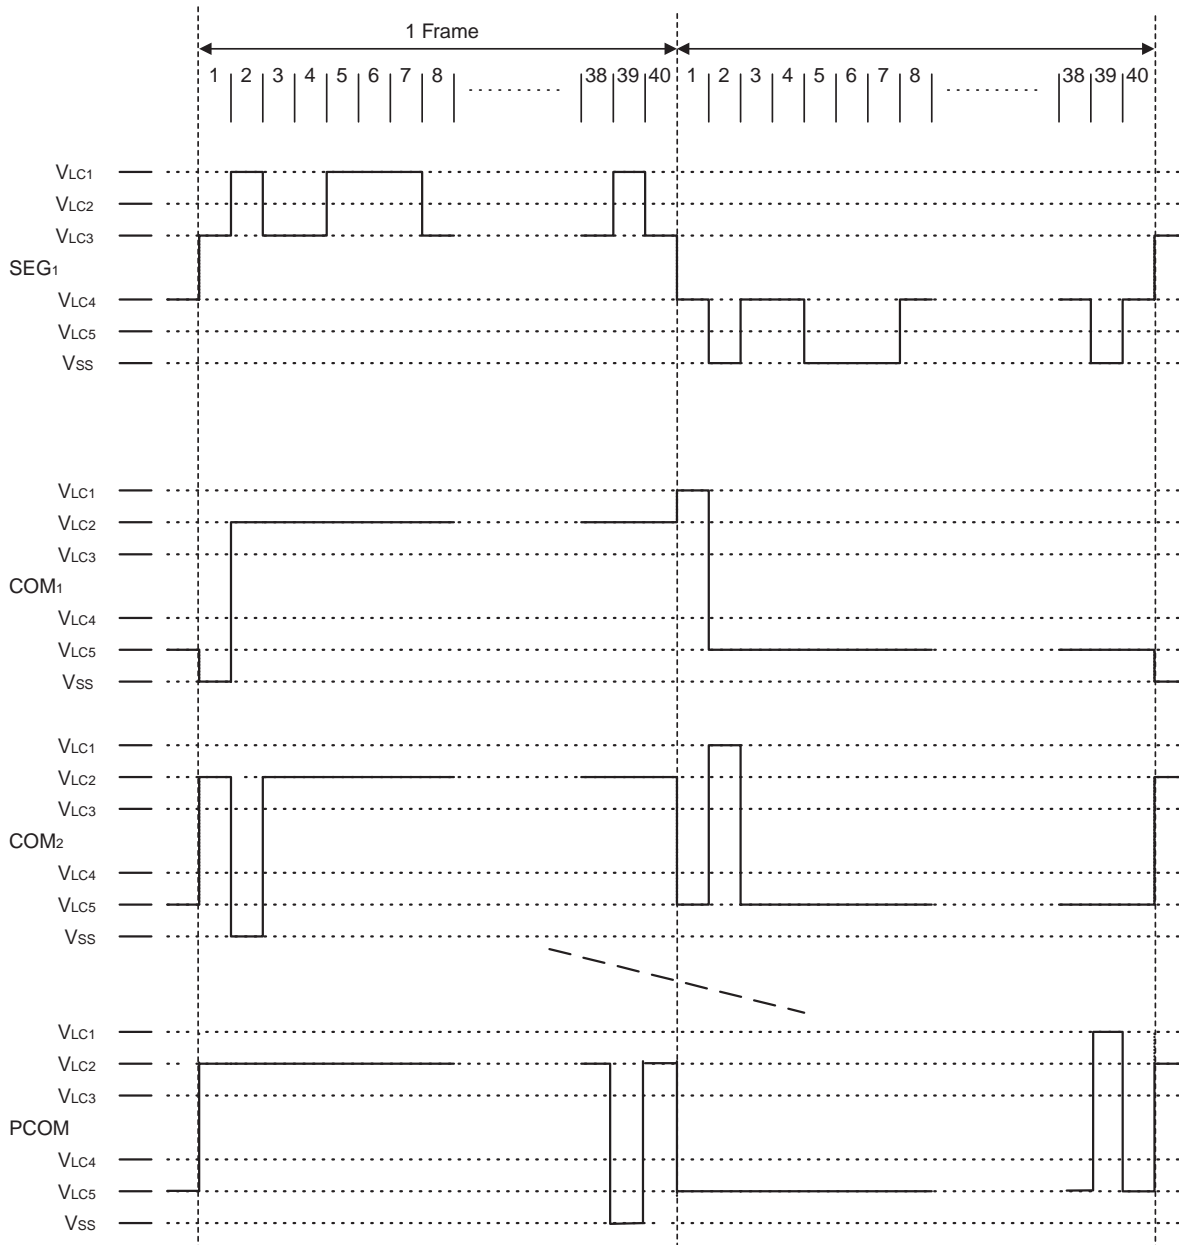 1 Frame
1 2 3 4 5 6 7 8 .......... 38 39 40 1 2 3 4 5 6 7 8 .......... 38 39 40
VLC1
VLC2
VLC3
SEG1
VLC4
VLC5
VSS
VLC1
VLC2
VLC3
COM1
VLC4
VLC5
VSS
VLC1
VLC2
VLC3
COM2
VLC4
VLC5
VSS
VLC1
VLC2
VLC3
PCOM
VLC4
VLC5
VSS